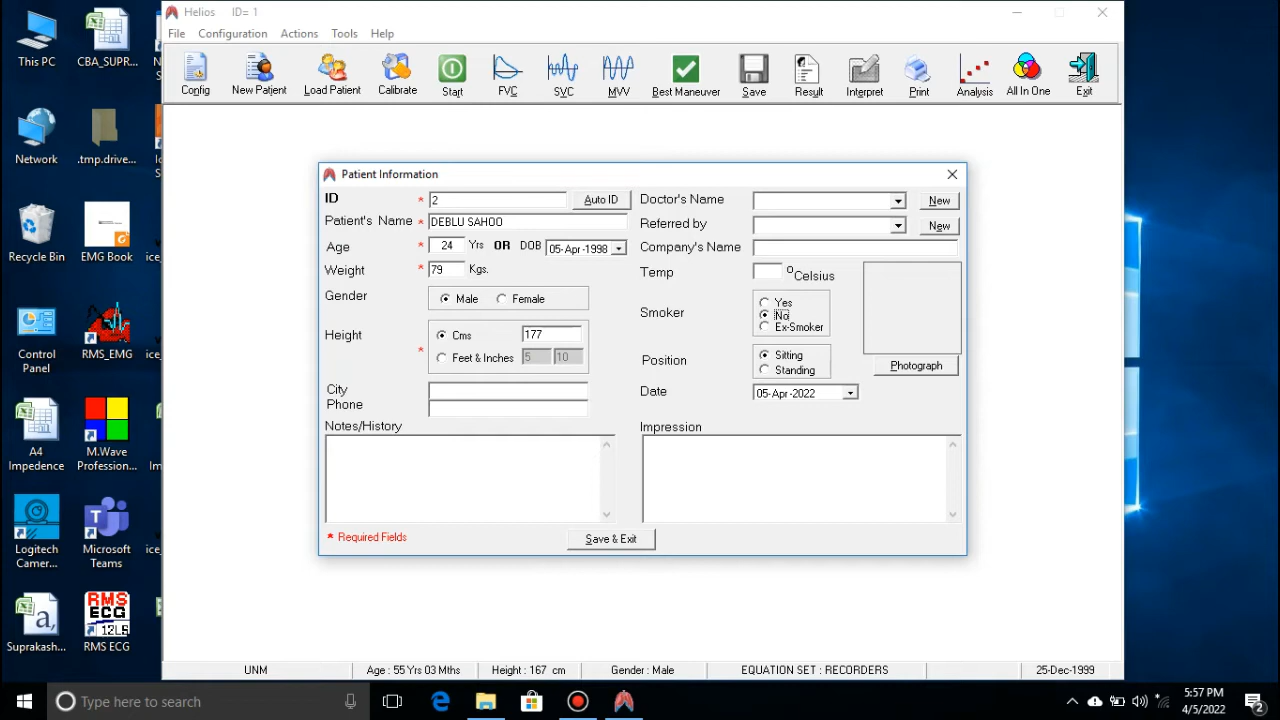 Helios ID= 1
File Configuration Actions Tools Help
Config New Patient Load Patient Calibrate Start FVC SVC MVV Best Maneuver Save Result Interpret Print Analysis All In One Exit
This PC
CBA_SUPR...
Network
.tmp.drive...
Recycle Bin
EMG Book
Control Panel
RMS_EMG
A4 Impedence
M.Wave Profession...
Logitech Camer...
Microsoft Teams
Suprakash...
RMS ECG
RMS
ECG
12LS
Patient Information
ID * 2 Auto ID
Patient's Name * DEBLU SAHOO
Age * 24 Yrs OR DOB 05-Apr-1998
Weight * 79 Kgs.
Gender Male Female
Height * Cms 177
Feet & Inches 5 10
City
Phone
Notes/History
* Required Fields
Save & Exit
Doctor's Name New
Referred by New
Company's Name
Temp o Celsius
Smoker Yes
No
Ex-Smoker
Position Sitting
Standing
Photograph
Date 05-Apr-2022
Impression
UNM Age : 55 Yrs 03 Mths Height : 167 cm Gender : Male EQUATION SET : RECORDERS 25-Dec-1999
Type here to search
5:57 PM
4/5/2022
2